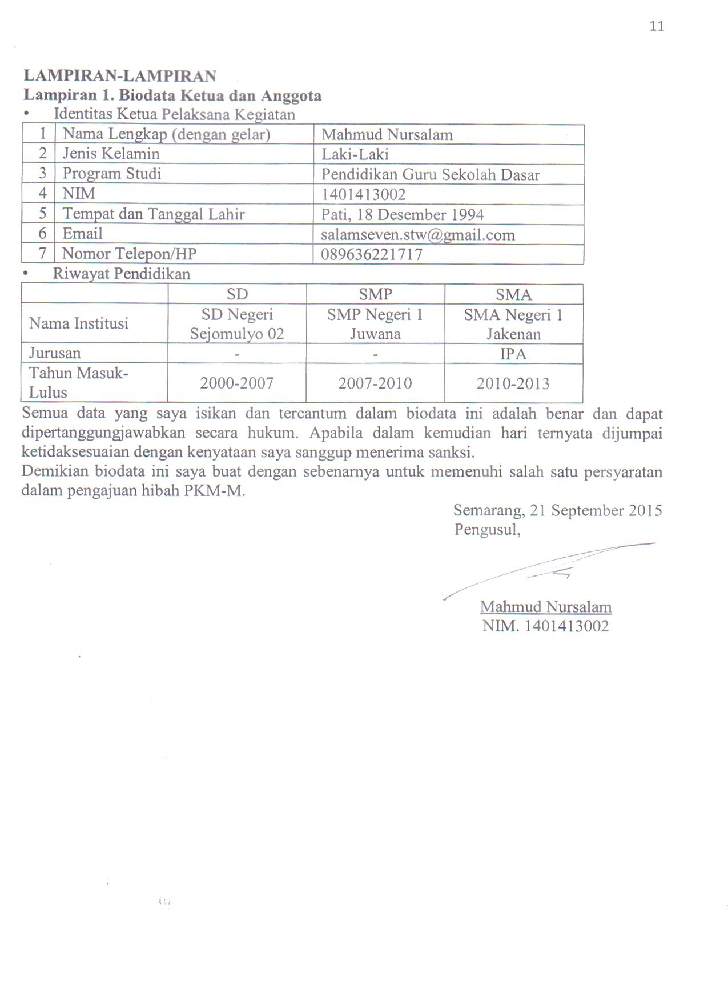 11
LAMPIRAN-LAMPIRAN
Lampiran 1. Biodata Ketua dan Anggota
• Identitas Ketua Pelaksana Kegiatan
1 Nama Lengkap (dengan gelar) Mahmud Nursalam
2 Jenis Kelamin Laki-Laki
3 Program Studi Pendidikan Guru Sekolah Dasar
4 NIM 1401413002
5 Tempat dan Tanggal Lahir Pati, 18 Desember 1994
6 Email salamseven.stw@gmail.com
7 Nomor Telepon/HP 089636221717
• Riwayat Pendidikan
SD SMP SMA
Nama Institusi SD Negeri Sejomulyo 02 SMP Negeri 1 Juwana SMA Negeri 1 Jakenan
Jurusan - - IPA
Tahun Masuk-Lulus 2000-2007 2007-2010 2010-2013
Semua data yang saya isikan dan tercantum dalam biodata ini adalah benar dan dapat
dipertanggungjawabkan secara hukum. Apabila dalam kemudian hari ternyata dijumpai
ketidaksesuaian dengan kenyataan saya sanggup menerima sanksi.
Demikian biodata ini saya buat dengan sebenarnya untuk memenuhi salah satu persyaratan
dalam pengajuan hibah PKM-M.
Semarang, 21 September 2015
Pengusul,
Mahmud Nursalam
NIM. 1401413002